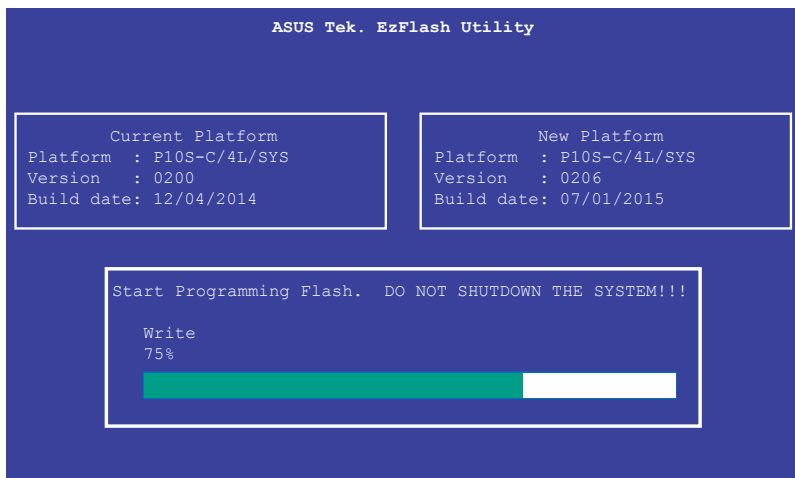 ASUS Tek. EzFlash Utility
Current Platform
Platform : P10S-C/4L/SYS
Version : 0200
Build date: 12/04/2014
New Platform
Platform : P10S-C/4L/SYS
Version : 0206
Build date: 07/01/2015
Start Programming Flash. DO NOT SHUTDOWN THE SYSTEM!!!
Write
75%